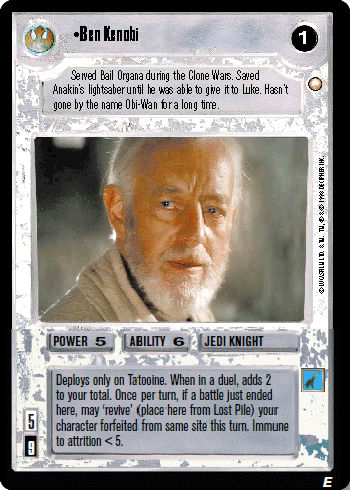 •Ben Kenobi
1
Served Bail Organa during the Clone Wars. Saved
Anakin's lightsaber until he was able to give it to Luke. Hasn't
gone by the name Obi-Wan for a long time.
POWER 5
ABILITY 6
JEDI KNIGHT
Deploys only on Tatooine. When in a duel, adds 2
to your total. Once per turn, if a battle just ended
here, may 'revive' (place here from Lost Pile) your
character forfeited from same site this turn. Immune
to attrition < 5.
5
9
E